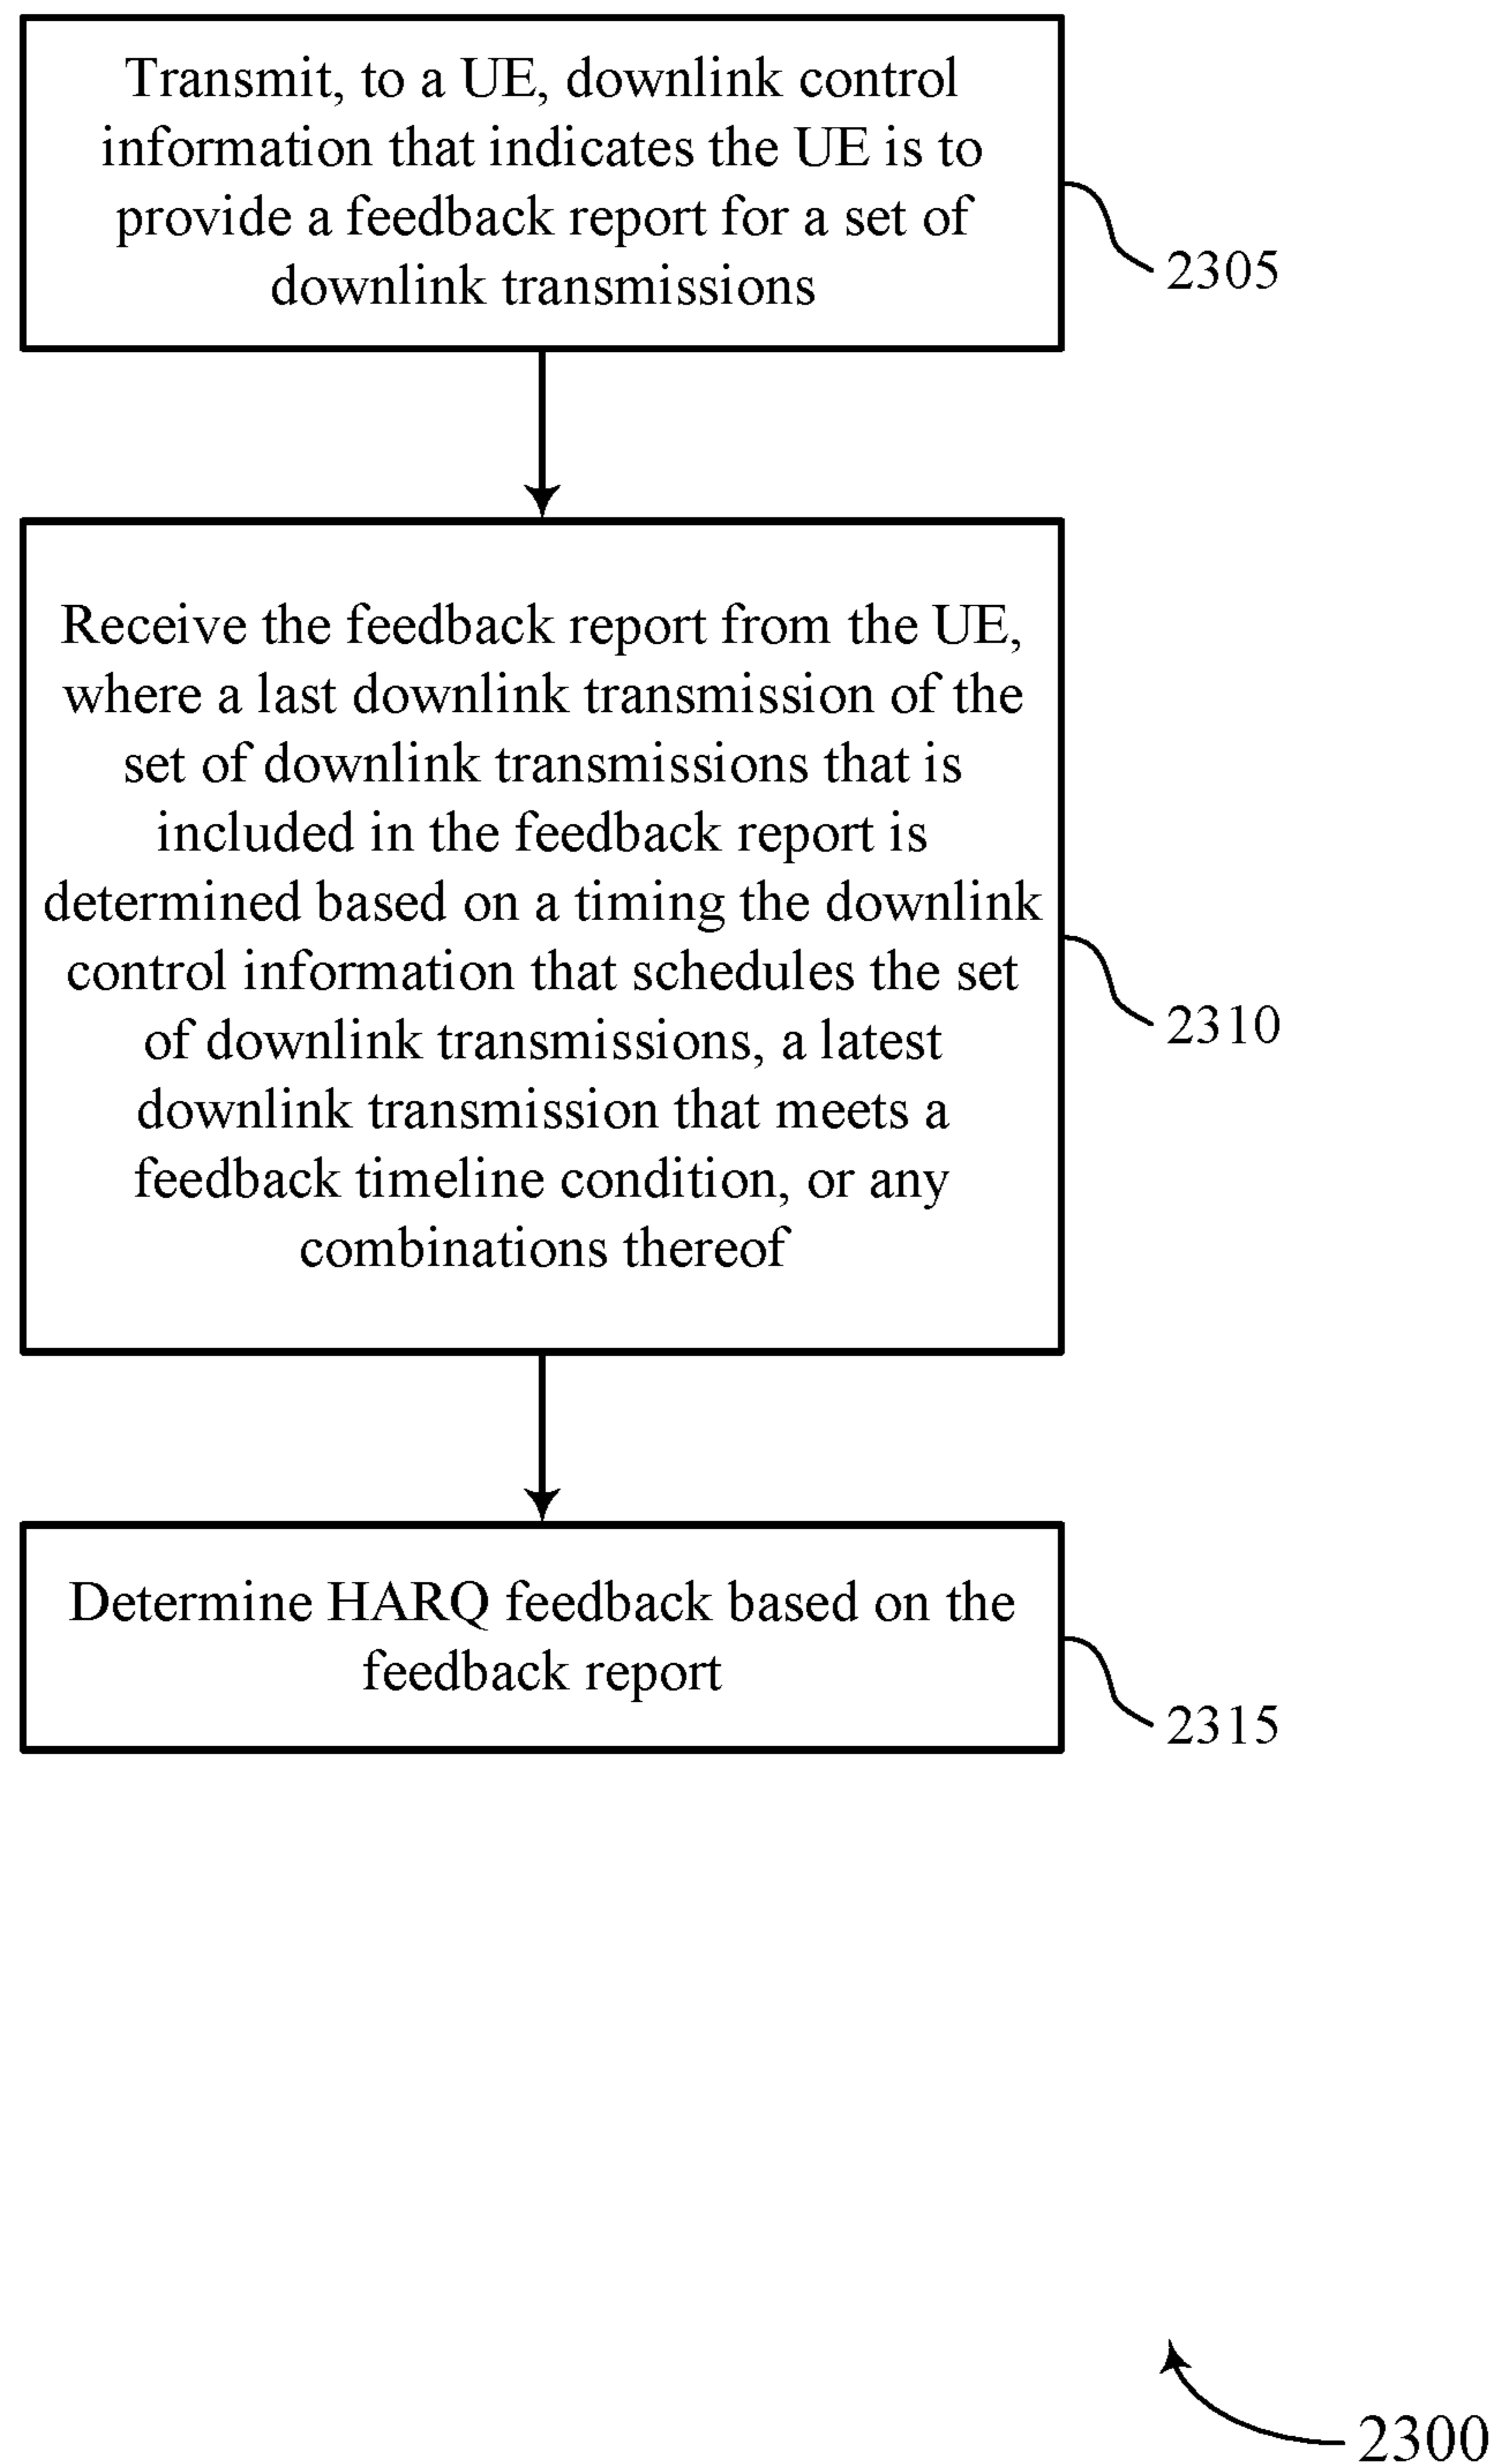 Transmit, to a UE, downlink control
information that indicates the UE is to
provide a feedback report for a set of
downlink transmissions
2305
Receive the feedback report from the UE,
where a last downlink transmission of the
set of downlink transmissions that is
included in the feedback report is
determined based on a timing the downlink
control information that schedules the set
of downlink transmissions, a latest
downlink transmission that meets a
feedback timeline condition, or any
combinations thereof
2310
Determine HARQ feedback based on the
feedback report
2315
2300